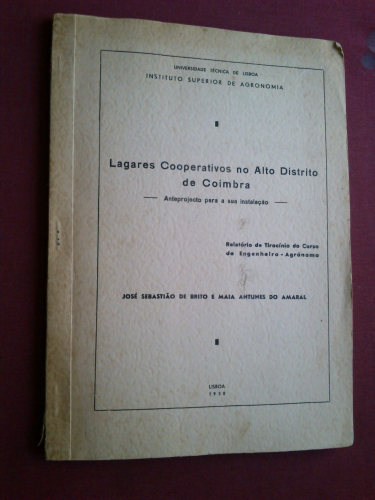 UNIVERSIDADE TÉCNICA DE LISBOA
INSTITUTO SUPERIOR DE AGRONOMIA
Lagares Cooperativos no Alto Distrito
de Coimbra
Anteprojecto para a sua instalação
Relatório do Tirocínio do Curso
de Engenheiro-Agrónomo
JOSÉ SEBASTIÃO DE BRITO E MAIA ANTUNES DO AMARAL
LISBOA